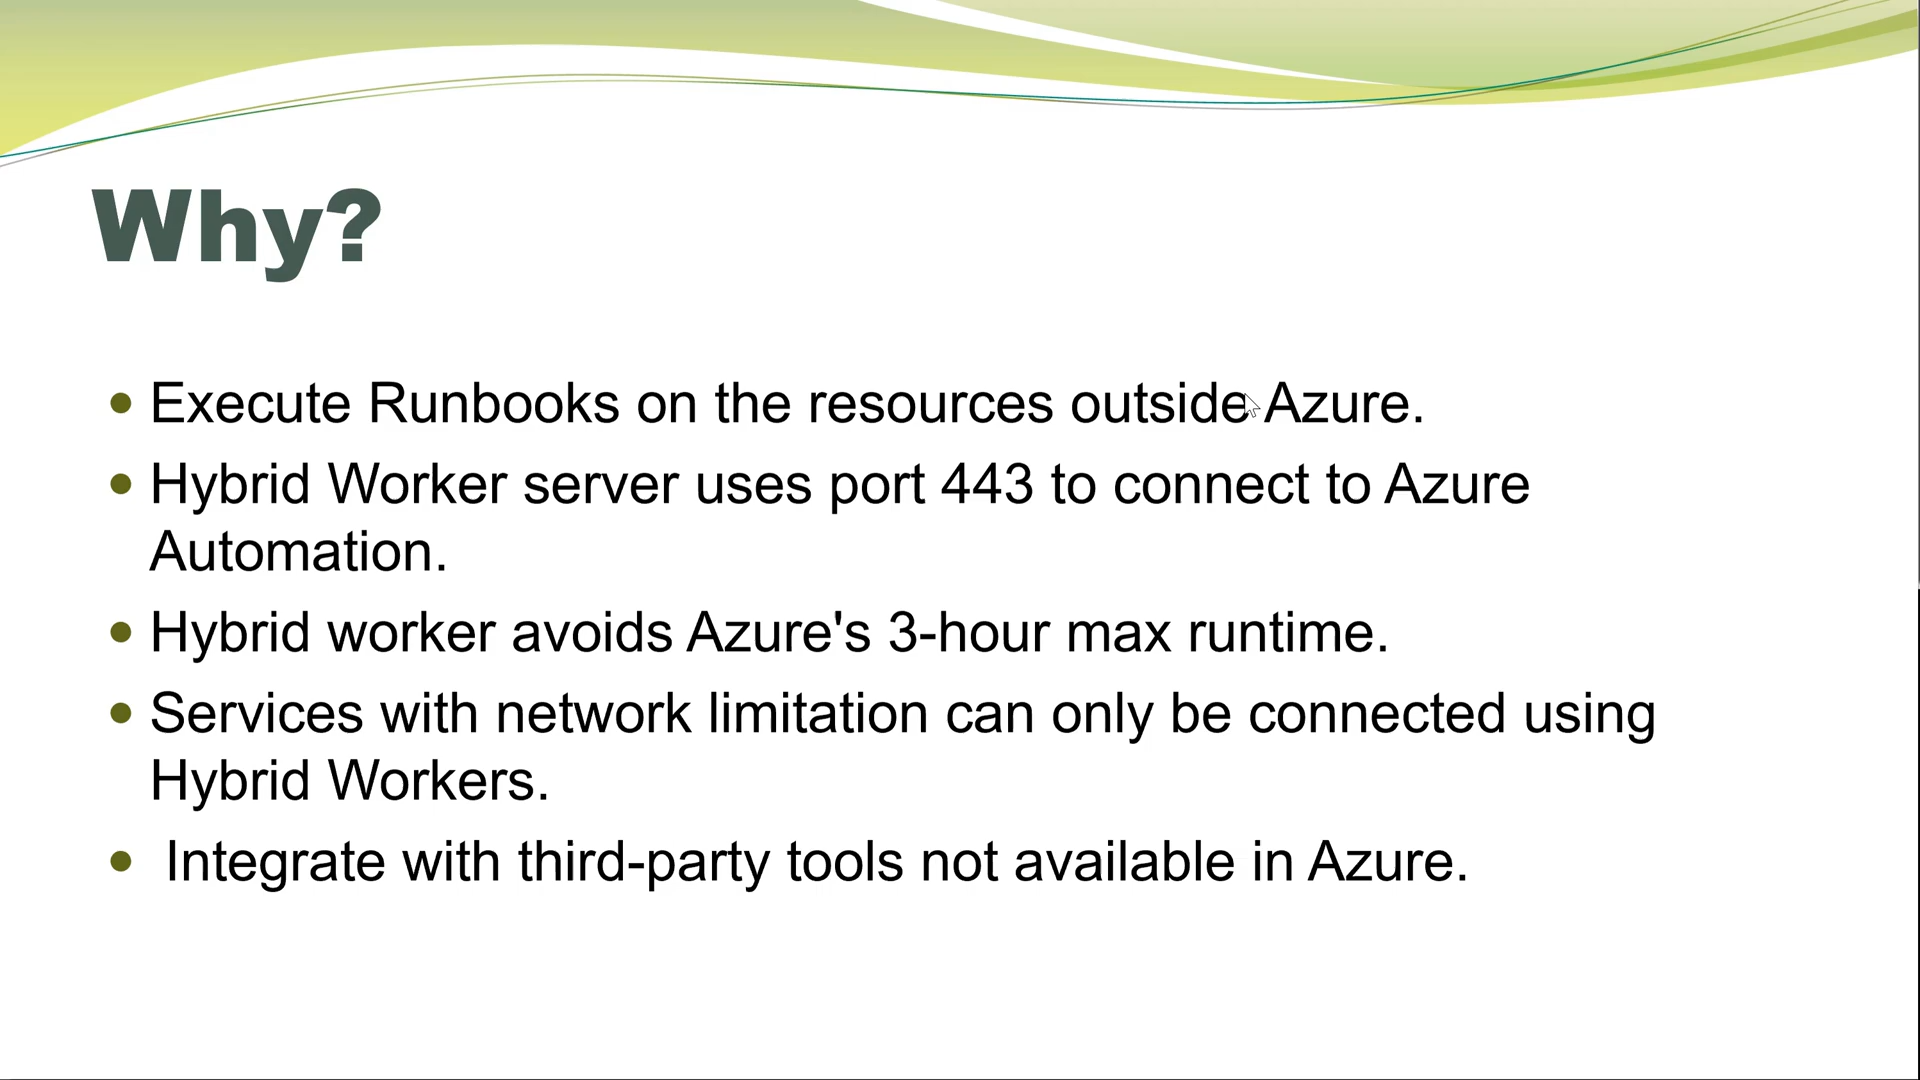 Why?
• Execute Runbooks on the resources outside Azure.
• Hybrid Worker server uses port 443 to connect to Azure
Automation.
• Hybrid worker avoids Azure's 3-hour max runtime.
• Services with network limitation can only be connected using
Hybrid Workers.
• Integrate with third-party tools not available in Azure.